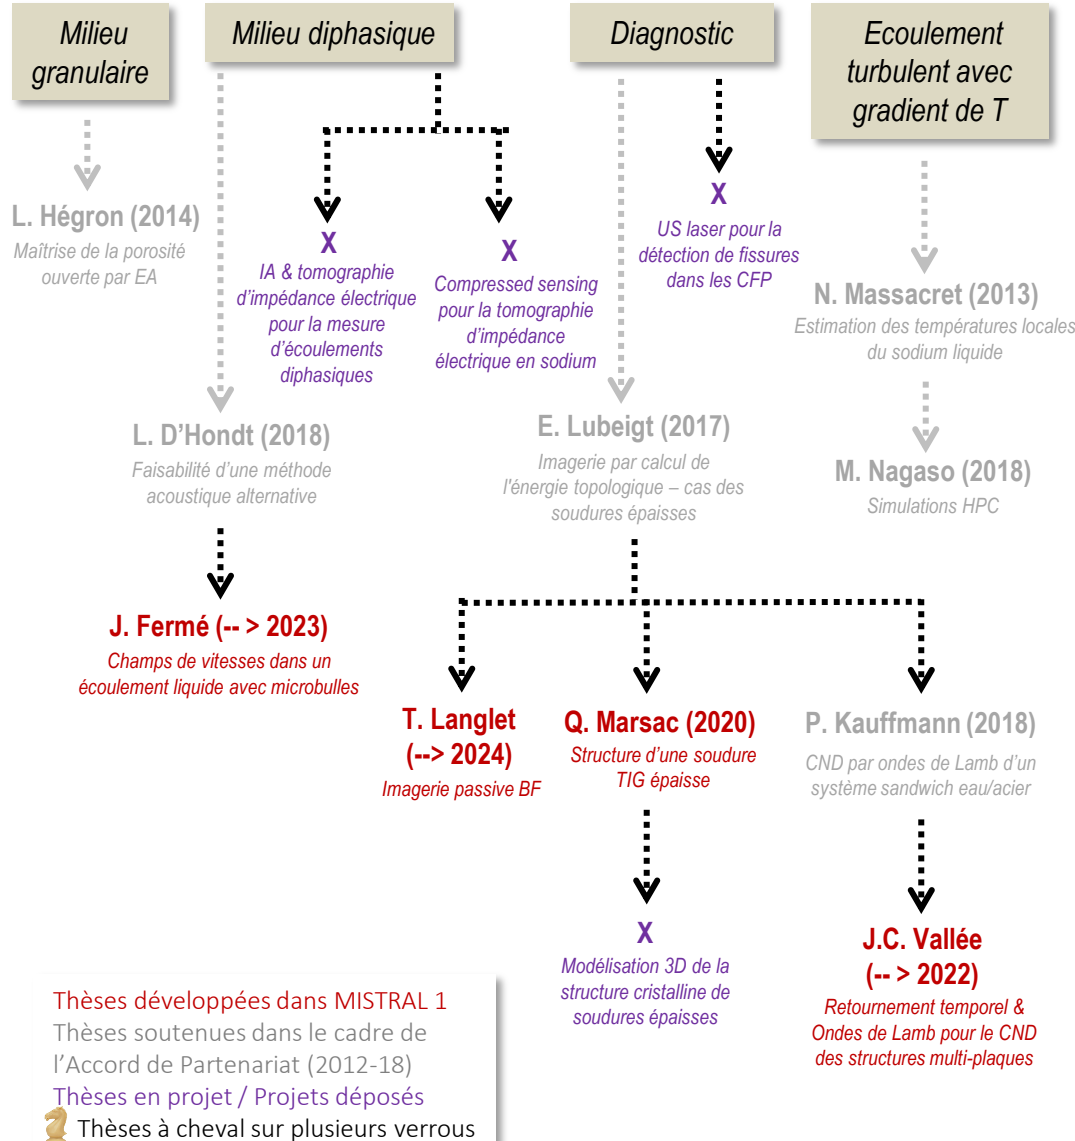 Milieu
granulaire
Milieu diphasique
Diagnostic
Ecoulement
turbulent avec
gradient de T
L. Hégron (2014)
Maîtrise de la porosité
ouverte par EA
X
IA & tomographie
d'impédance électrique
pour la mesure
d'écoulements
diphasiques
X
Compressed sensing
pour la tomographie
d'impédance
électrique en sodium
X
US laser pour la
détection de fissures
dans les CFP
N. Massacret (2013)
Estimation des températures locales
du sodium liquide
L. D'Hondt (2018)
Faisabilité d'une méthode
acoustique alternative
E. Lubeigt (2017)
Imagerie par calcul de
l'énergie topologique – cas des
soudures épaisses
M. Nagaso (2018)
Simulations HPC
J. Fermé (-- > 2023)
Champs de vitesses dans un
écoulement liquide avec microbulles
T. Langlet
(--> 2024)
Imagerie passive BF
Q. Marsac (2020)
Structure d'une soudure
TIG épaisse
P. Kauffmann (2018)
CND par ondes de Lamb d'un
système sandwich eau/acier
X
Modélisation 3D de la
structure cristalline de
soudures épaisses
J.C. Vallée
(-- > 2022)
Retournement temporel &
Ondes de Lamb pour le CND
des structures multi-plaques
Thèses développées dans MISTRAL 1
Thèses soutenues dans le cadre de
l'Accord de Partenariat (2012-18)
Thèses en projet / Projets déposés
Thèses à cheval sur plusieurs verrous